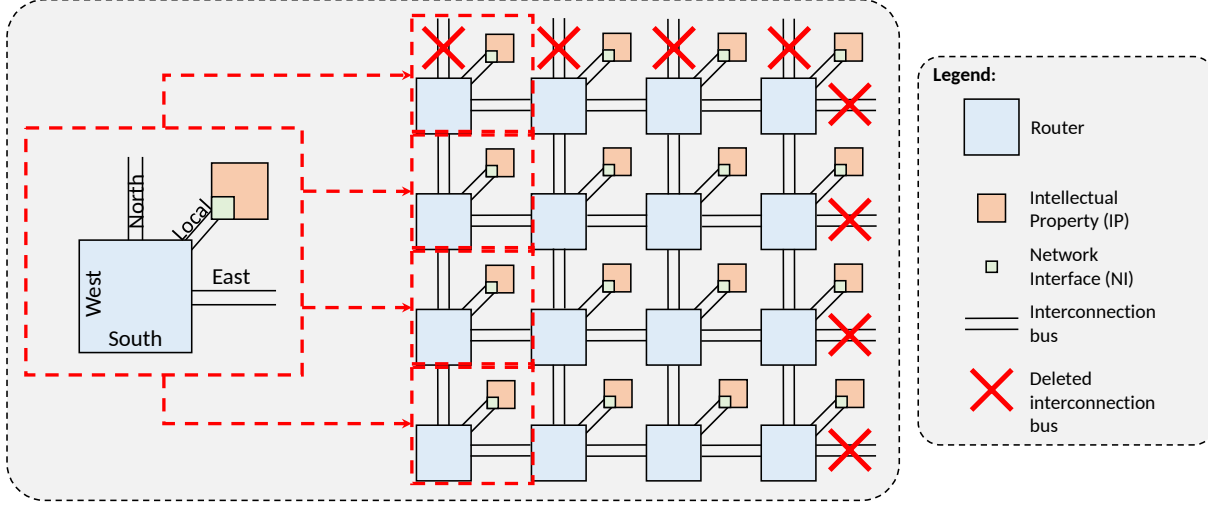 North
Local
West
East
South
Legend:
Router
Intellectual
Property (IP)
Network
Interface (NI)
Interconnection
bus
Deleted
interconnection
bus